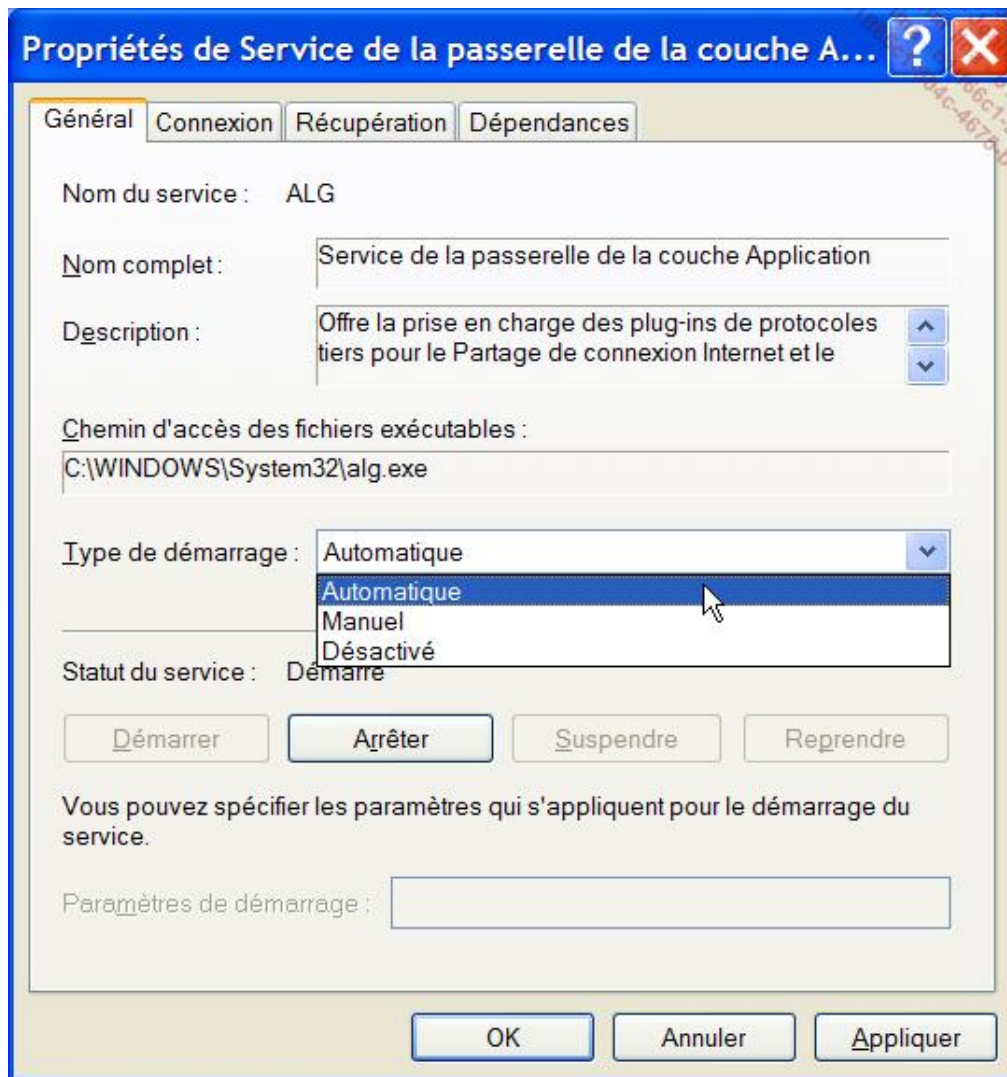 Propriétés de Service de la passerelle de la couche A...
Général Connexion Récupération Dépendances
Nom du service : ALG
Nom complet : Service de la passerelle de la couche Application
Description : Offre la prise en charge des plug-ins de protocoles
tiers pour le Partage de connexion Internet et le
Chemin d'accès des fichiers exécutables :
C:\WINDOWS\System32\alg.exe
Type de démarrage : Automatique
Automatique
Manuel
Désactivé
Statut du service : Démarré
Démarrer Arrêter Suspendre Reprendre
Vous pouvez spécifier les paramètres qui s'appliquent pour le démarrage du
service.
Paramètres de démarrage :
OK Annuler Appliquer